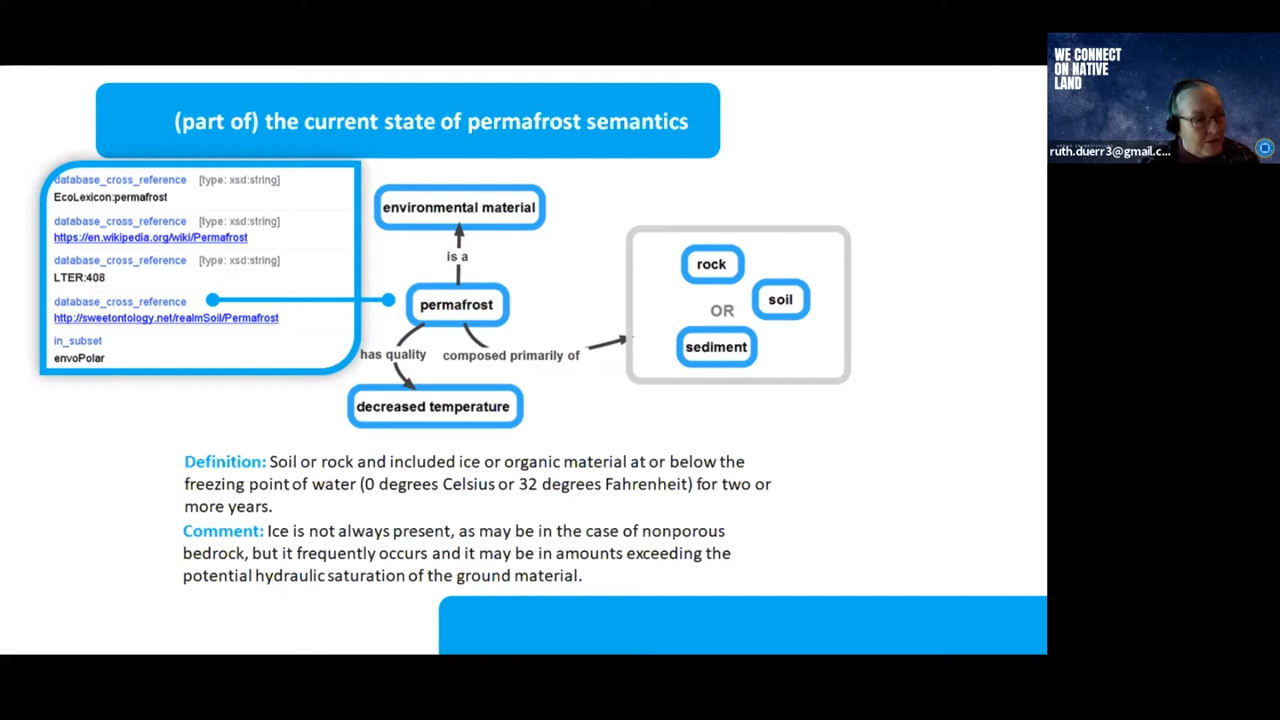 (part of) the current state of permafrost semantics
WE CONNECT
ON NATIVE
LAND
ruth.duerr3@gmail.c...
database_cross_reference [type: xsd:string]
EcoLexicon:permafrost
database_cross_reference [type: xsd:string]
https://en.wikipedia.org/wiki/Permafrost
database_cross_reference [type: xsd:string]
LTER:408
database_cross_reference
http://sweetontology.net/realmSoil/Permafrost
in_subset
envoPolar
environmental material
is a
permafrost
has quality
composed primarily of
decreased temperature
rock
soil
OR
sediment
Definition: Soil or rock and included ice or organic material at or below the
freezing point of water (0 degrees Celsius or 32 degrees Fahrenheit) for two or
more years.
Comment: Ice is not always present, as may be in the case of nonporous
bedrock, but it frequently occurs and it may be in amounts exceeding the
potential hydraulic saturation of the ground material.